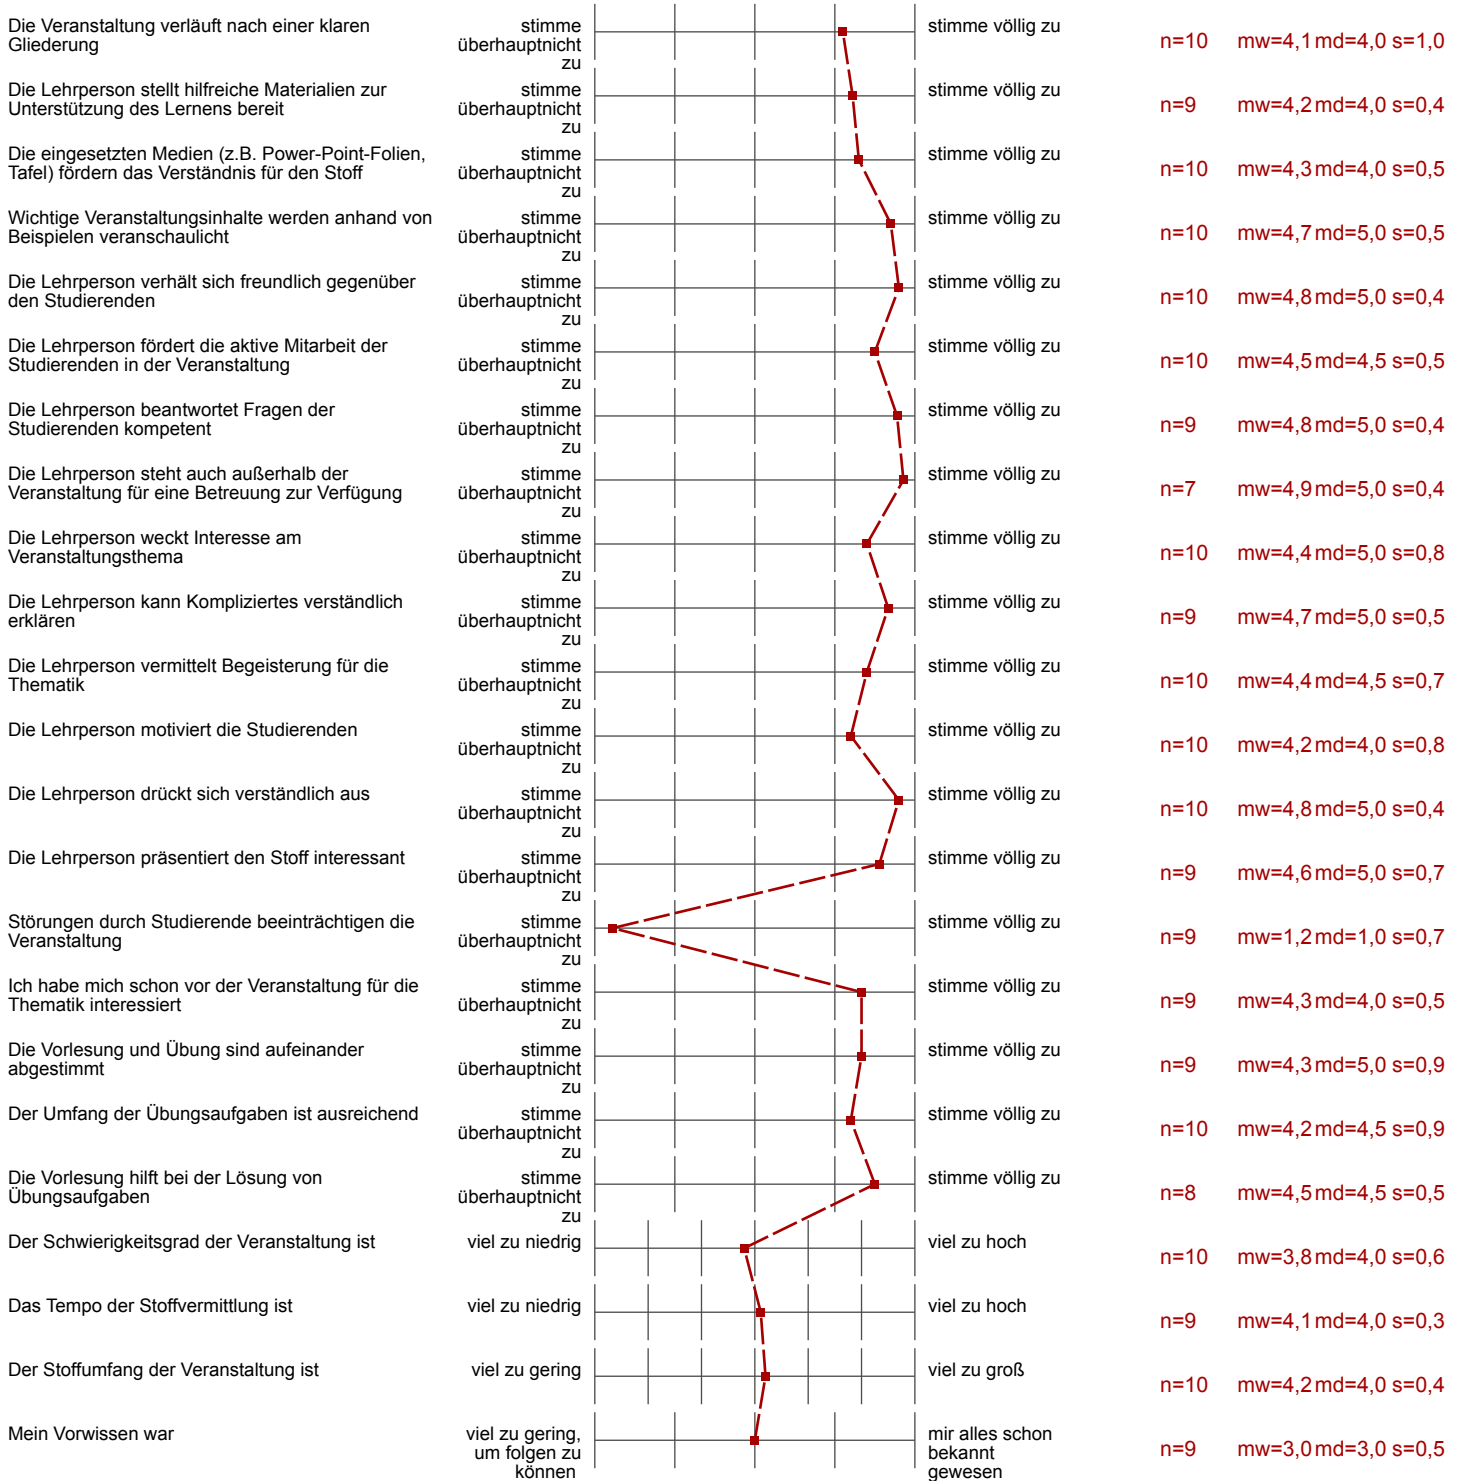 Die Veranstaltung verläuft nach einer klaren
Gliederung
stimme
überhauptnicht
zu
stimme völlig zu
n=10 mw=4,1 md=4,0 s=1,0
Die Lehrperson stellt hilfreiche Materialien zur
Unterstützung des Lernens bereit
stimme
überhauptnicht
zu
stimme völlig zu
n=9 mw=4,2 md=4,0 s=0,4
Die eingesetzten Medien (z.B. Power-Point-Folien,
Tafel) fördern das Verständnis für den Stoff
stimme
überhauptnicht
zu
stimme völlig zu
n=10 mw=4,3 md=4,0 s=0,5
Wichtige Veranstaltungsinhalte werden anhand von
Beispielen veranschaulicht
stimme
überhauptnicht
zu
stimme völlig zu
n=10 mw=4,7 md=5,0 s=0,5
Die Lehrperson verhält sich freundlich gegenüber
den Studierenden
stimme
überhauptnicht
zu
stimme völlig zu
n=10 mw=4,8 md=5,0 s=0,4
Die Lehrperson fördert die aktive Mitarbeit der
Studierenden in der Veranstaltung
stimme
überhauptnicht
zu
stimme völlig zu
n=10 mw=4,5 md=4,5 s=0,5
Die Lehrperson beantwortet Fragen der
Studierenden kompetent
stimme
überhauptnicht
zu
stimme völlig zu
n=9 mw=4,8 md=5,0 s=0,4
Die Lehrperson steht auch außerhalb der
Veranstaltung für eine Betreuung zur Verfügung
stimme
überhauptnicht
zu
stimme völlig zu
n=7 mw=4,9 md=5,0 s=0,4
Die Lehrperson weckt Interesse am
Veranstaltungsthema
stimme
überhauptnicht
zu
stimme völlig zu
n=10 mw=4,4 md=5,0 s=0,8
Die Lehrperson kann Kompliziertes verständlich
erklären
stimme
überhauptnicht
zu
stimme völlig zu
n=9 mw=4,7 md=5,0 s=0,5
Die Lehrperson vermittelt Begeisterung für die
Thematik
stimme
überhauptnicht
zu
stimme völlig zu
n=10 mw=4,4 md=4,5 s=0,7
Die Lehrperson motiviert die Studierenden
stimme
überhauptnicht
zu
stimme völlig zu
n=10 mw=4,2 md=4,0 s=0,8
Die Lehrperson drückt sich verständlich aus
stimme
überhauptnicht
zu
stimme völlig zu
n=10 mw=4,8 md=5,0 s=0,4
Die Lehrperson präsentiert den Stoff interessant
stimme
überhauptnicht
zu
stimme völlig zu
n=9 mw=4,6 md=5,0 s=0,7
Störungen durch Studierende beeinträchtigen die
Veranstaltung
stimme
überhauptnicht
zu
stimme völlig zu
n=9 mw=1,2 md=1,0 s=0,7
Ich habe mich schon vor der Veranstaltung für die
Thematik interessiert
stimme
überhauptnicht
zu
stimme völlig zu
n=9 mw=4,3 md=4,0 s=0,5
Die Vorlesung und Übung sind aufeinander
abgestimmt
stimme
überhauptnicht
zu
stimme völlig zu
n=9 mw=4,3 md=5,0 s=0,9
Der Umfang der Übungsaufgaben ist ausreichend
stimme
überhauptnicht
zu
stimme völlig zu
n=10 mw=4,2 md=4,5 s=0,9
Die Vorlesung hilft bei der Lösung von
Übungsaufgaben
stimme
überhauptnicht
zu
stimme völlig zu
n=8 mw=4,5 md=4,5 s=0,5
Der Schwierigkeitsgrad der Veranstaltung ist
viel zu niedrig
viel zu hoch
n=10 mw=3,8 md=4,0 s=0,6
Das Tempo der Stoffvermittlung ist
viel zu niedrig
viel zu hoch
n=9 mw=4,1 md=4,0 s=0,3
Der Stoffumfang der Veranstaltung ist
viel zu gering
viel zu groß
n=10 mw=4,2 md=4,0 s=0,4
Mein Vorwissen war
viel zu gering,
um folgen zu
können
mir alles schon
bekannt
gewesen
n=9 mw=3,0 md=3,0 s=0,5